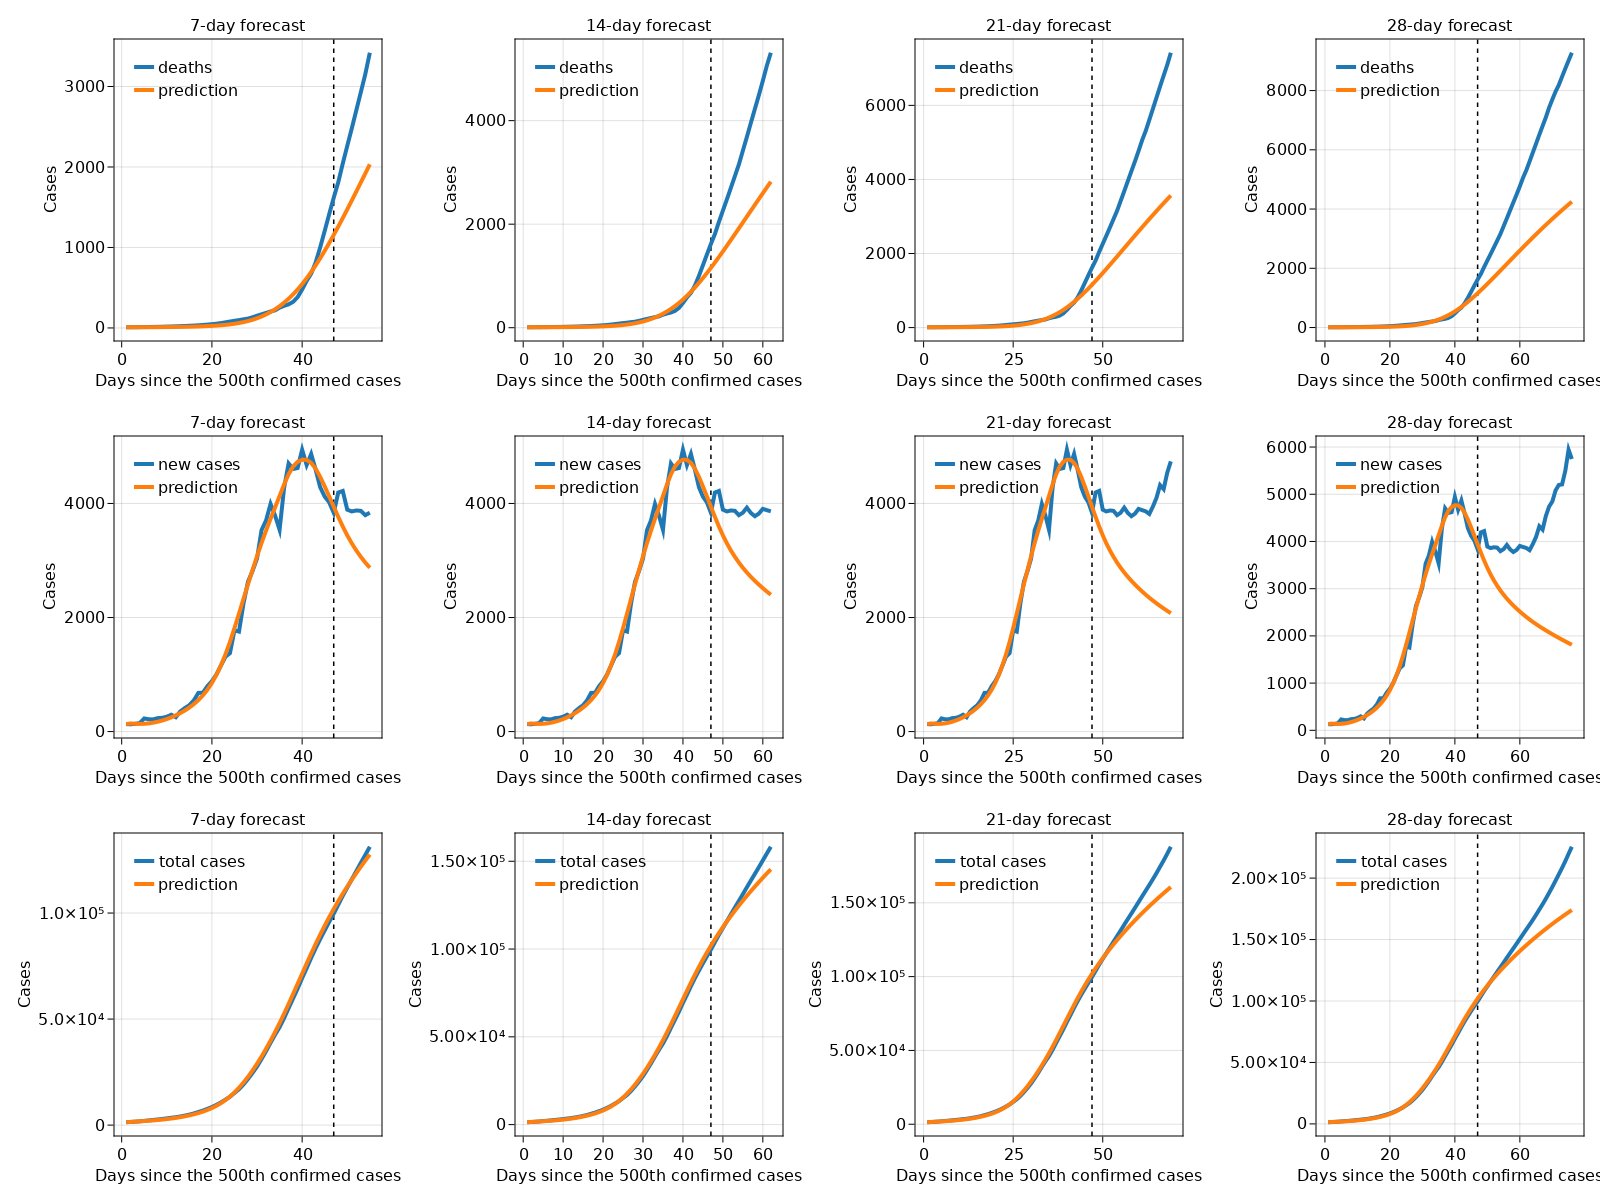 7-day forecast
14-day forecast
21-day forecast
28-day forecast
deaths
prediction
3000
2000
1000
0
Cases
0 20 40
Days since the 500th confirmed cases
deaths
prediction
4000
2000
0
Cases
0 10 20 30 40 50 60
Days since the 500th confirmed cases
deaths
prediction
6000
4000
2000
0
Cases
0 25 50
Days since the 500th confirmed cases
deaths
prediction
8000
6000
4000
2000
0
Cases
0 20 40 60
Days since the 500th confirmed cases
7-day forecast
14-day forecast
21-day forecast
28-day forecast
new cases
prediction
4000
2000
0
Cases
0 20 40
Days since the 500th confirmed cases
new cases
prediction
4000
2000
0
Cases
0 10 20 30 40 50 60
Days since the 500th confirmed cases
new cases
prediction
4000
2000
0
Cases
0 25 50
Days since the 500th confirmed cases
new cases
prediction
6000
5000
4000
3000
2000
1000
0
Cases
0 20 40 60
Days since the 500th confirmed cases
7-day forecast
14-day forecast
21-day forecast
28-day forecast
total cases
prediction
1.0×10⁵
5.0×10⁴
0
Cases
0 20 40
Days since the 500th confirmed cases
total cases
prediction
1.50×10⁵
1.00×10⁵
5.00×10⁴
0
Cases
0 10 20 30 40 50 60
Days since the 500th confirmed cases
total cases
prediction
1.50×10⁵
1.00×10⁵
5.00×10⁴
0
Cases
0 25 50
Days since the 500th confirmed cases
total cases
prediction
2.00×10⁵
1.50×10⁵
1.00×10⁵
5.00×10⁴
0
Cases
0 20 40 60
Days since the 500th confirmed cases